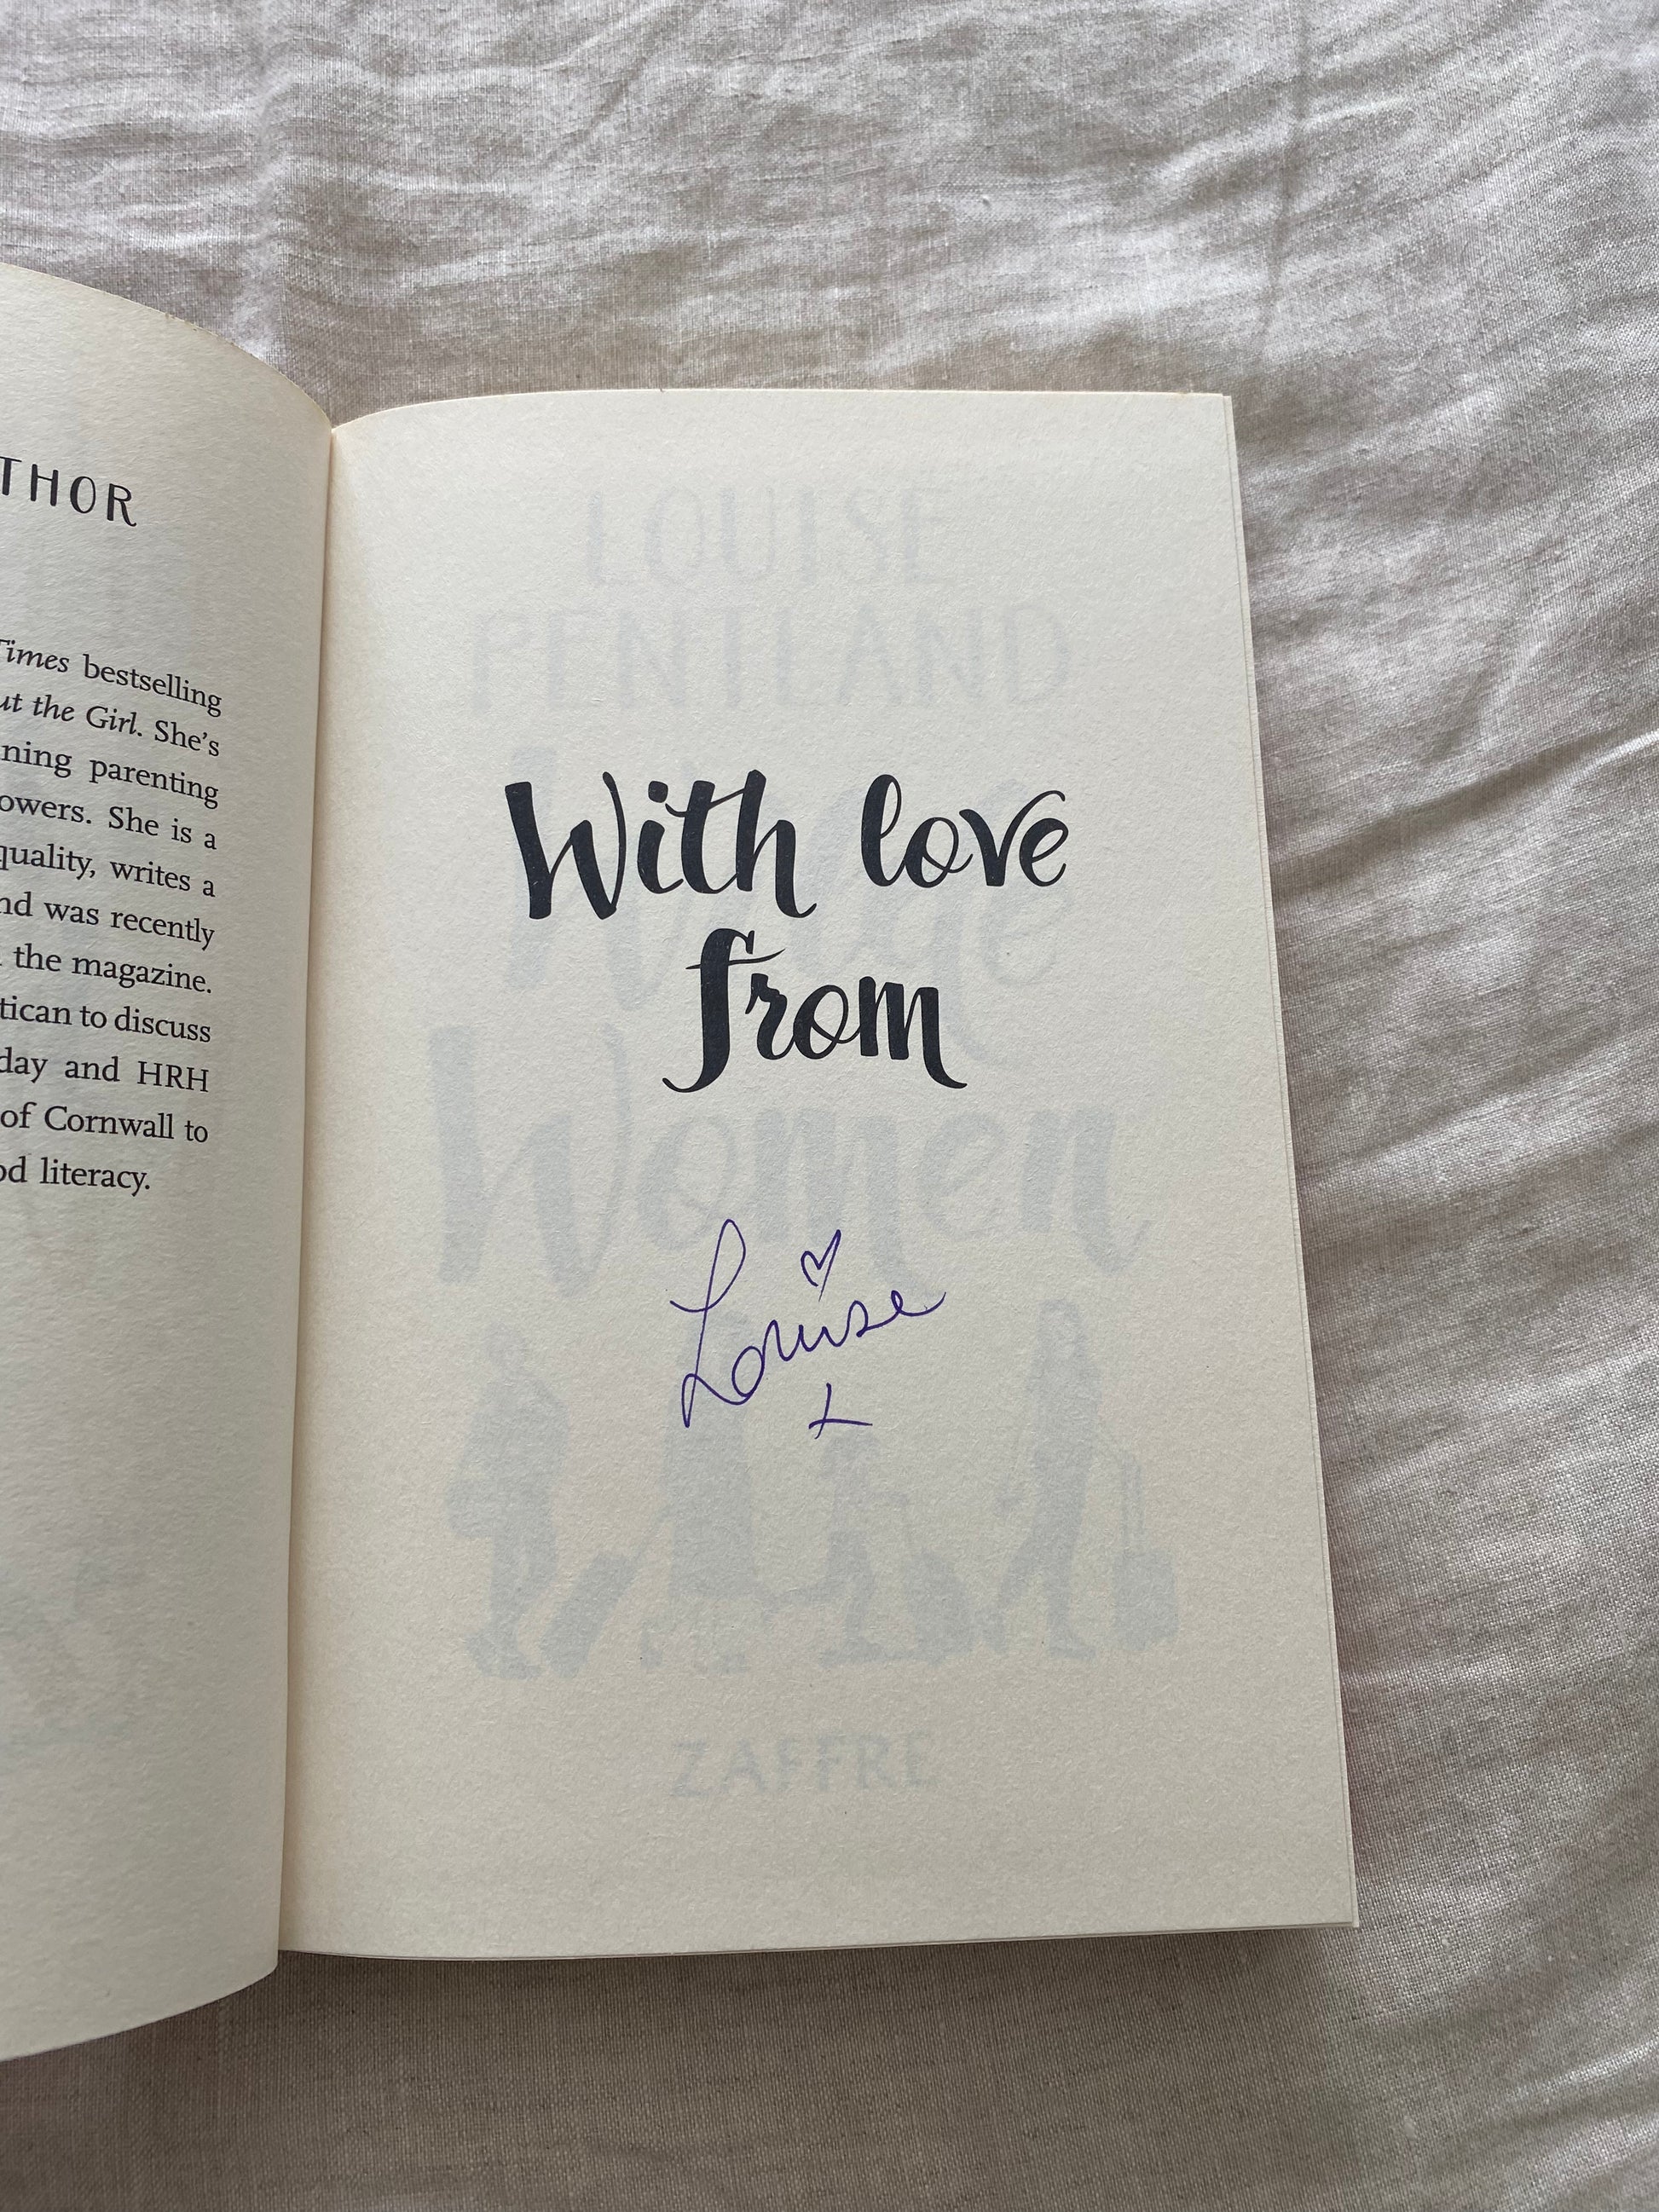 THOR
Times bestselling
ut the Girl. She's
ning parenting
owers. She is a
quality, writes a
nd was recently
the magazine.
tican to discuss
day and HRH
of Cornwall to
od literacy.
LOUISE
PENTLAND
With love
from
Women
Louise
x
ZAFFRE